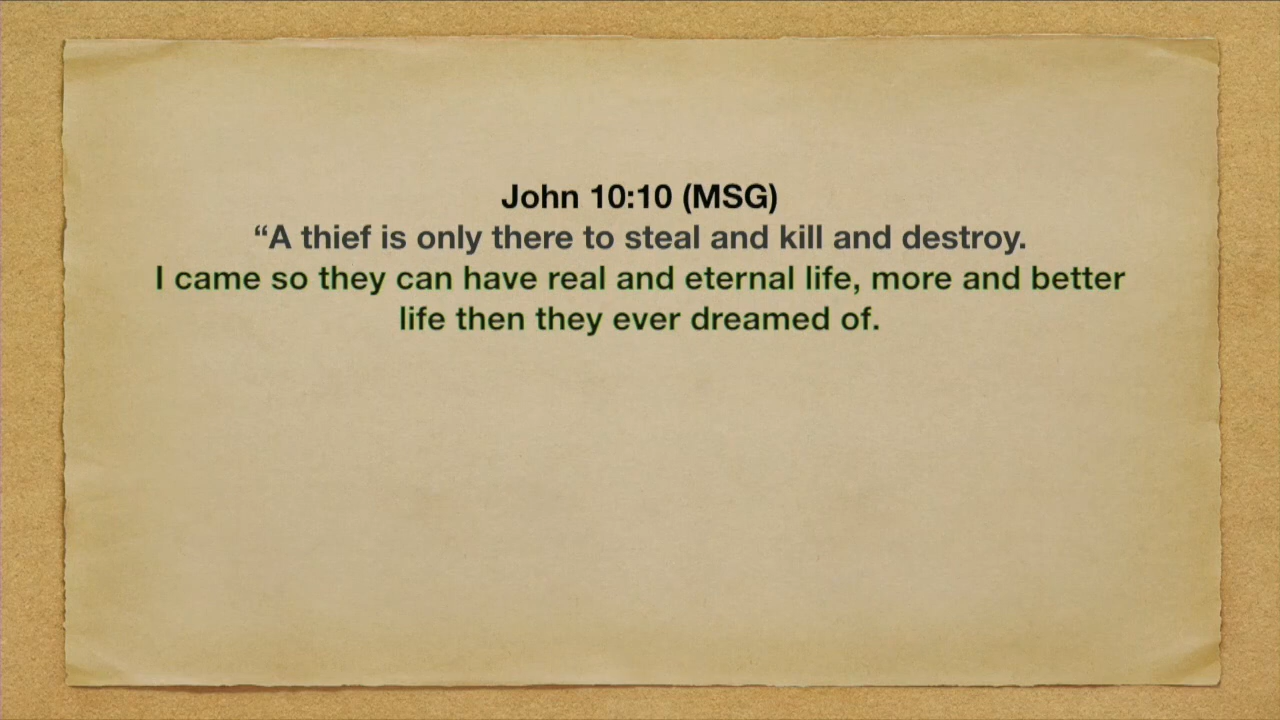 John 10:10 (MSG)
“A thief is only there to steal and kill and destroy.
I came so they can have real and eternal life, more and better
life then they ever dreamed of.